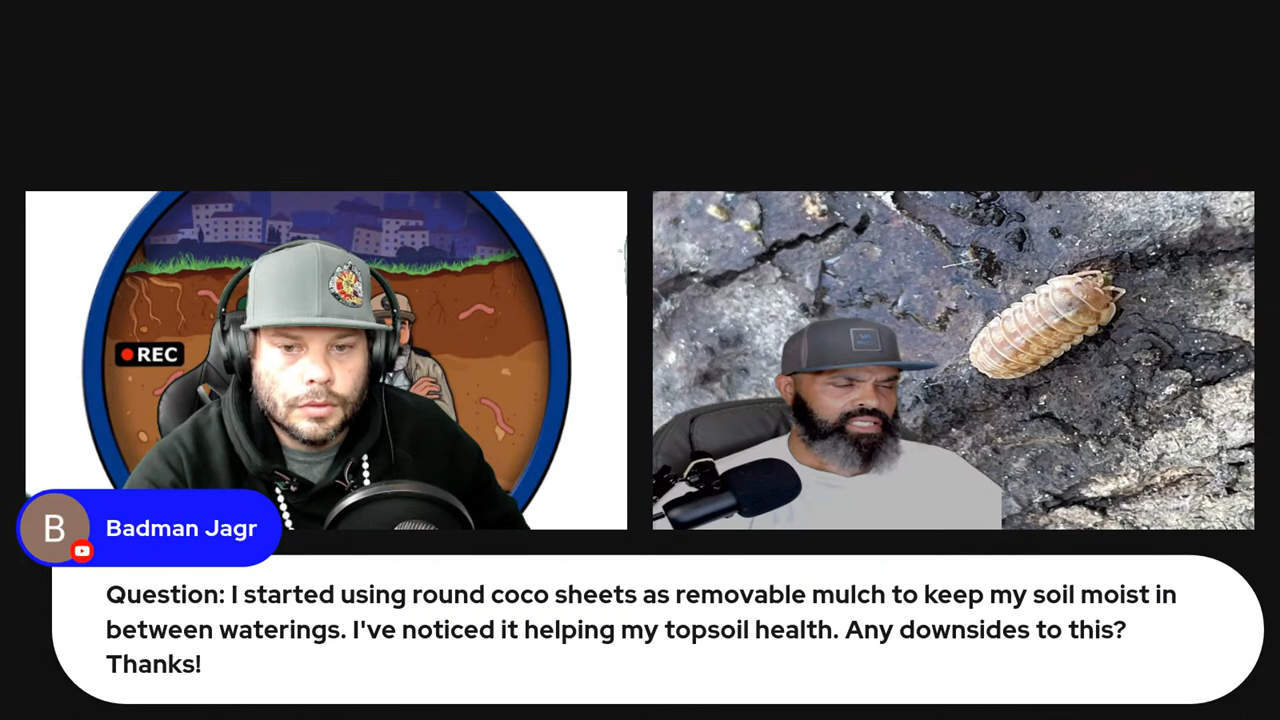 REC
B
Badman Jagr
Question: I started using round coco sheets as removable mulch to keep my soil moist in
between waterings. I've noticed it helping my topsoil health. Any downsides to this?
Thanks!